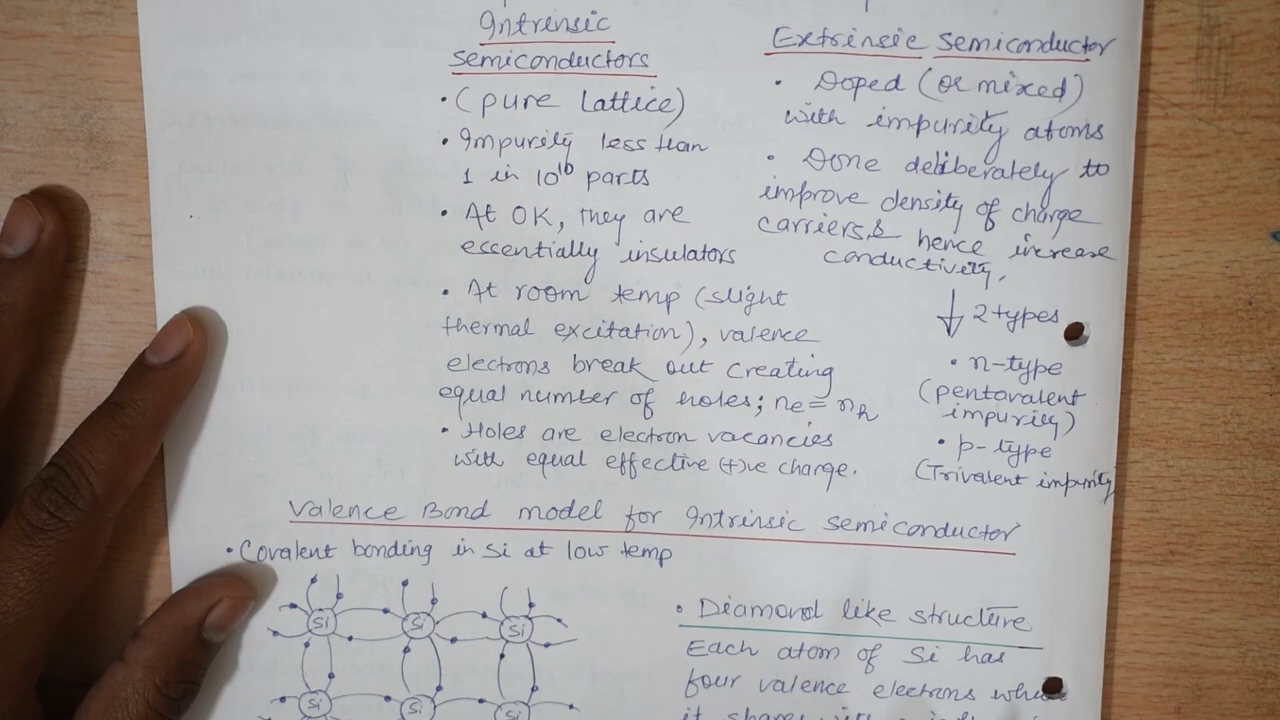 Intrinsic
semiconductors
• (pure lattice)
• Impurity less than
1 in 10¹⁰ parts
• At 0K, they are
essentially insulators
• At room temp (slight
thermal excitation), valence
electrons break out creating
equal number of holes; nₑ = nₕ
• Holes are electron vacancies
with equal effective (+)ve charge.
Extrinsic semiconductor
• Doped (or mixed)
with impurity atoms
• Done deliberately to
improve density of charge
carriers, & hence increase
conductivity.
↓ 2 types
• n-type
(pentavalent
impurity)
• p-type
(Trivalent impurity
Valence Bond model for Intrinsic semiconductor
• Covalent bonding in Si at low temp
Si Si Si
Si Si Si
• Diamond like structure
Each atom of Si has
four valence electrons
it shares